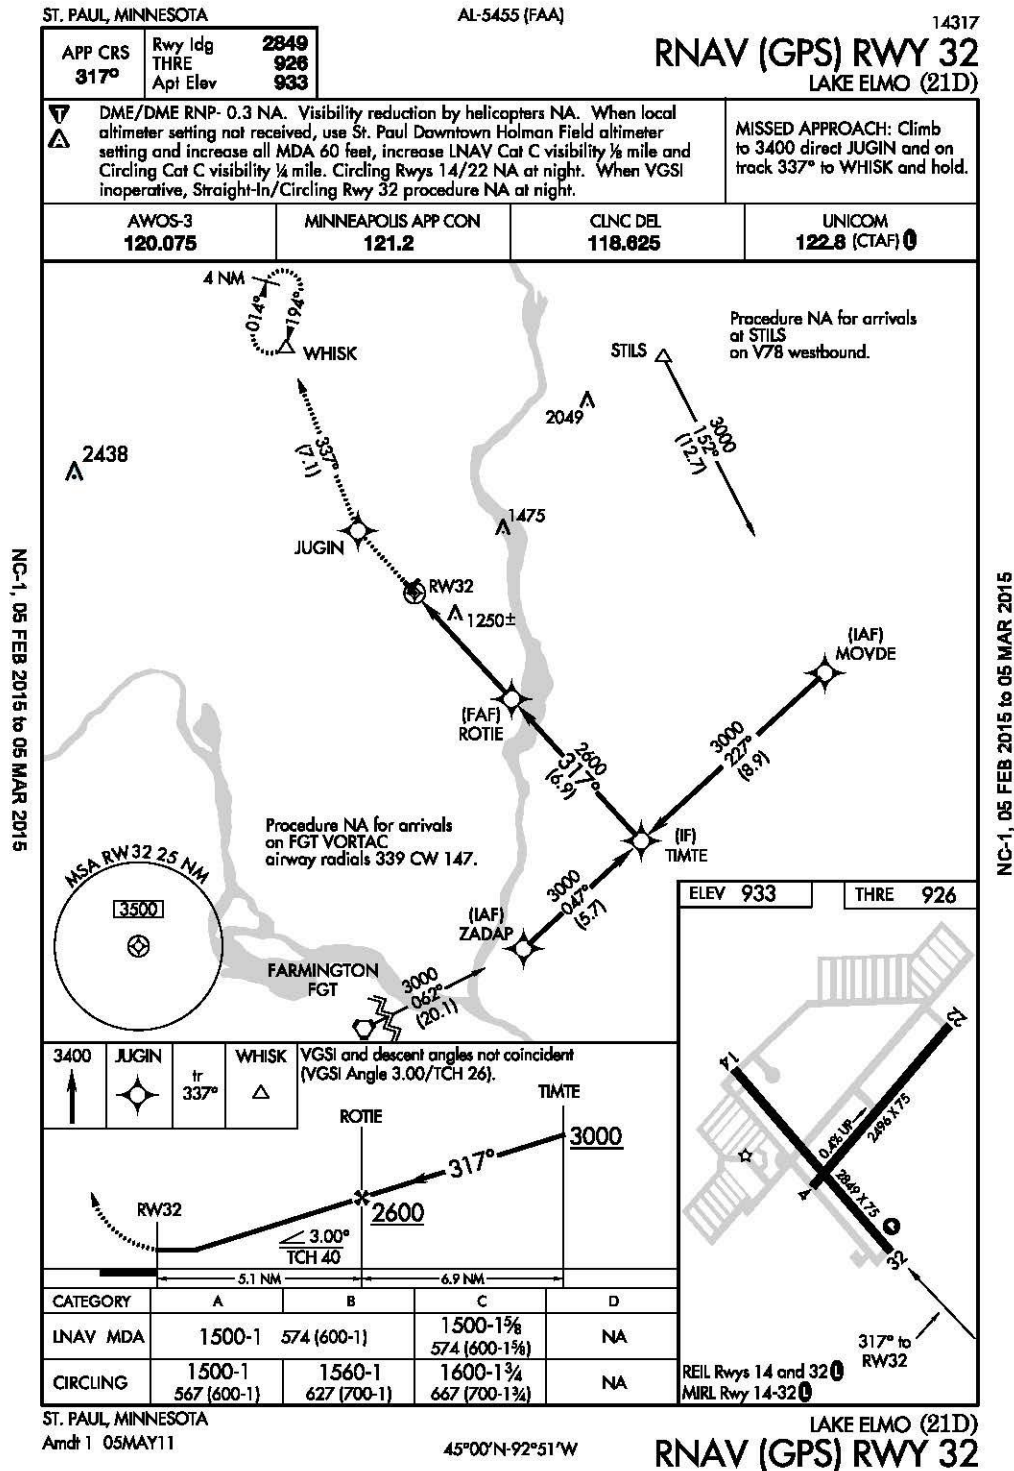 ST. PAUL, MINNESOTA
AL-5455 (FAA)
14317
RNAV (GPS) RWY 32
LAKE ELMO (21D)
APP CRS
317°
Rwy ldg 2849
THRE 926
Apt Elev 933
T
A
DME/DME RNP- 0.3 NA. Visibility reduction by helicopters NA. When local
altimeter setting not received, use St. Paul Downtown Holman Field altimeter
setting and increase all MDA 60 feet, increase LNAV Cat C visibility ⅛ mile and
Circling Cat C visibility ¼ mile. Circling Rwys 14/22 NA at night. When VGSI
inoperative, Straight-In/Circling Rwy 32 procedure NA at night.
MISSED APPROACH: Climb
to 3400 direct JUGIN and on
track 337° to WHISK and hold.
AWOS-3
120.075
MINNEAPOLIS APP CON
121.2
CLNC DEL
118.625
UNICOM
122.8 (CTAF) L
4 NM
014°
194°
WHISK
Procedure NA for arrivals
at STILS
on V78 westbound.
STILS
2049
3000
152°
(12.7)
337°
(7.1)
2438
1475
JUGIN
RW32
1250±
(IAF)
MOVDE
(FAF)
ROTIE
2600
317°
(6.9)
3000
227°
(8.9)
(IF)
TIMTE
Procedure NA for arrivals
on FGT VORTAC
airway radials 339 CW 147.
MSA RW32 25 NM
3500
3000
047°
(5.7)
(IAF)
ZADAP
FARMINGTON
FGT
3000
062°
(20.1)
NC-1, 05 FEB 2015 to 05 MAR 2015
NC-1, 05 FEB 2015 to 05 MAR 2015
ELEV 933
THRE 926
14
22
0.4% UP
2496 X 75
4
2849 X 75
32
317° to
RW32
REIL Rwys 14 and 32 L
MIRL Rwy 14-32 L
3400
JUGIN
tr
337°
WHISK
VGSI and descent angles not coincident
(VGSI Angle 3.00/TCH 26).
ROTIE
TIMTE
3000
317°
2600
RW32
3.00°
TCH 40
5.1 NM
6.9 NM
CATEGORY A B C D
LNAV MDA 1500-1 574 (600-1) 1500-1⅝ 574 (600-1⅝) NA
CIRCLING 1500-1 567 (600-1) 1560-1 627 (700-1) 1600-1¾ 667 (700-1¾) NA
ST. PAUL, MINNESOTA
Amdt 1 05MAY11
45°00'N-92°51'W
LAKE ELMO (21D)
RNAV (GPS) RWY 32